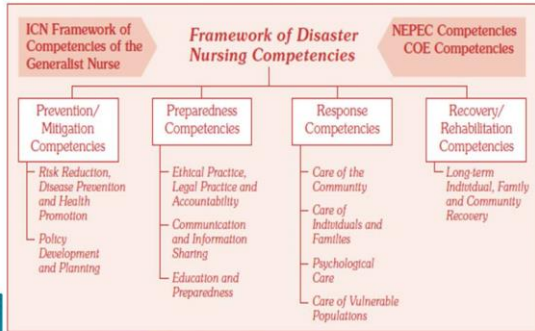 ICN Framework of
Competencies of the
Generalist Nurse
Framework of Disaster
Nursing Competencies
NEPEC Competencies
COE Competencies
Prevention/
Mitigation
Competencies
Risk Reduction,
Disease Prevention
and Health
Promotion
Policy
Development
and Planning
Preparedness
Competencies
Ethical Practice,
Legal Practice and
Accountability
Communication
and Information
Sharing
Education and
Preparedness
Response
Competencies
Care of the
Community
Care of
Individuals and
Families
Psychological
Care
Care of Vulnerable
Populations
Recovery/
Rehabilitation
Competencies
Long-term
Individual, Family
and Community
Recovery